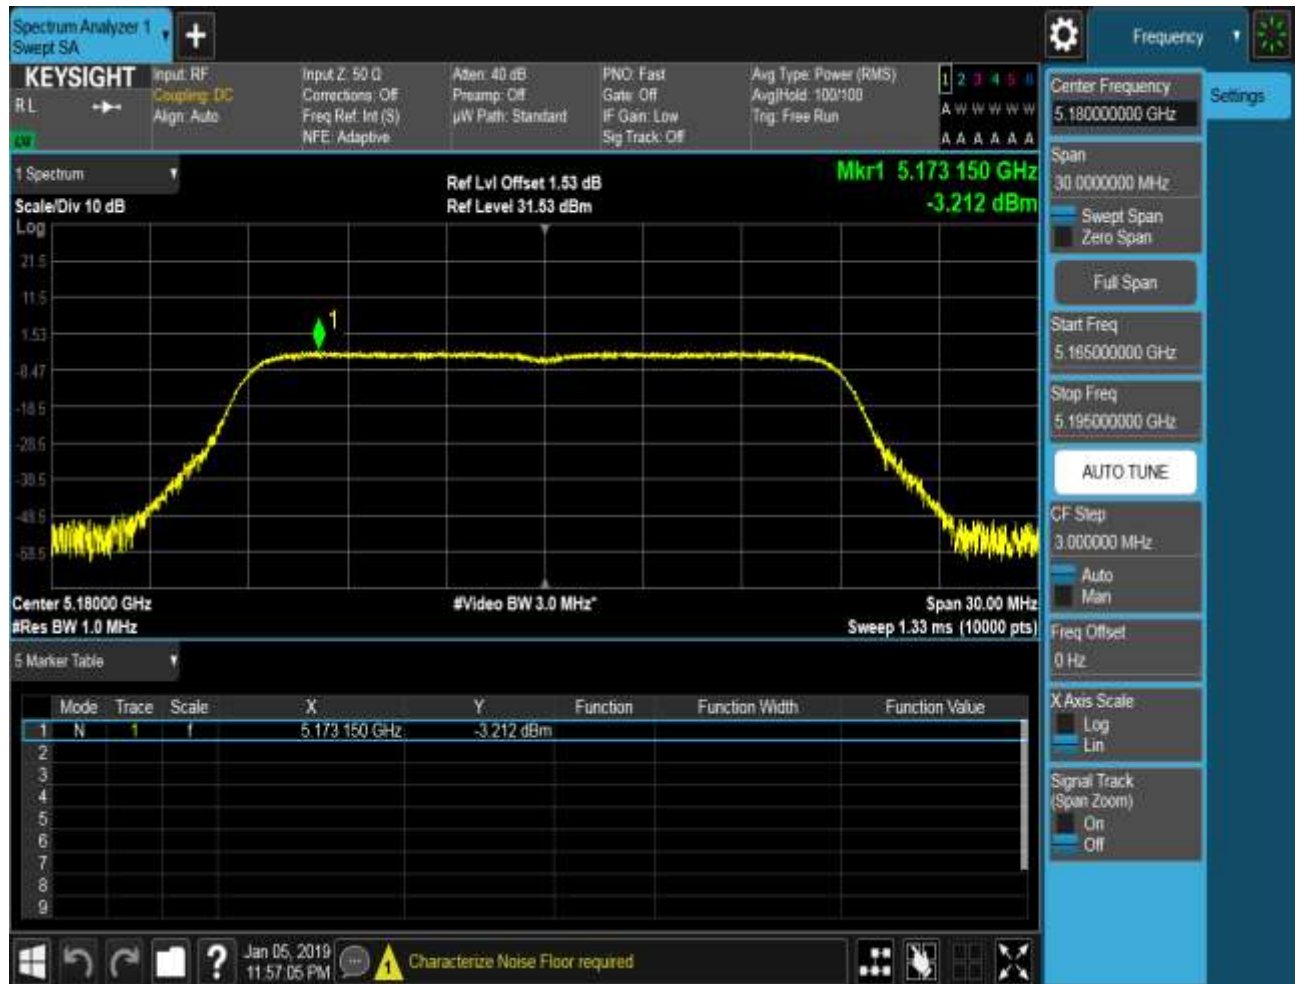 Spectrum Analyzer 1
Swept SA
+
Frequency
KEYSIGHT
RL
Input: RF
Coupling: DC
Align: Auto
Input Z: 50 Ω
Corrections: Off
Freq Ref: Int (S)
NFE: Adaptive
Atten: 40 dB
Preamp: Off
µW Path: Standard
PNO: Fast
Gate: Off
IF Gain: Low
Sig Track: Off
Avg Type: Power (RMS)
Avg|Hold: 100/100
Trig: Free Run
1 2 3 4 5 6
A W W W W W
A A A A A A
1 Spectrum
Scale/Div 10 dB
Ref Lvl Offset 1.53 dB
Ref Level 31.53 dBm
Mkr1 5.173 150 GHz
-3.212 dBm
Log
21.5
11.5
1.53
-8.47
-18.5
-28.5
-38.5
-48.5
-58.5
1
Center 5.18000 GHz
#Video BW 3.0 MHz*
Span 30.00 MHz
#Res BW 1.0 MHz
Sweep 1.33 ms (10000 pts)
5 Marker Table
Mode Trace Scale X Y Function Function Width Function Value
1 N 1 f 5.173 150 GHz -3.212 dBm
2
3
4
5
6
7
8
9
Center Frequency
5.180000000 GHz
Settings
Span
30.0000000 MHz
Swept Span
Zero Span
Full Span
Start Freq
5.165000000 GHz
Stop Freq
5.195000000 GHz
AUTO TUNE
CF Step
3.000000 MHz
Auto
Man
Freq Offset
0 Hz
X Axis Scale
Log
Lin
Signal Track
(Span Zoom)
On
Off
?
Jan 05, 2019
11:57:05 PM
1
Characterize Noise Floor required